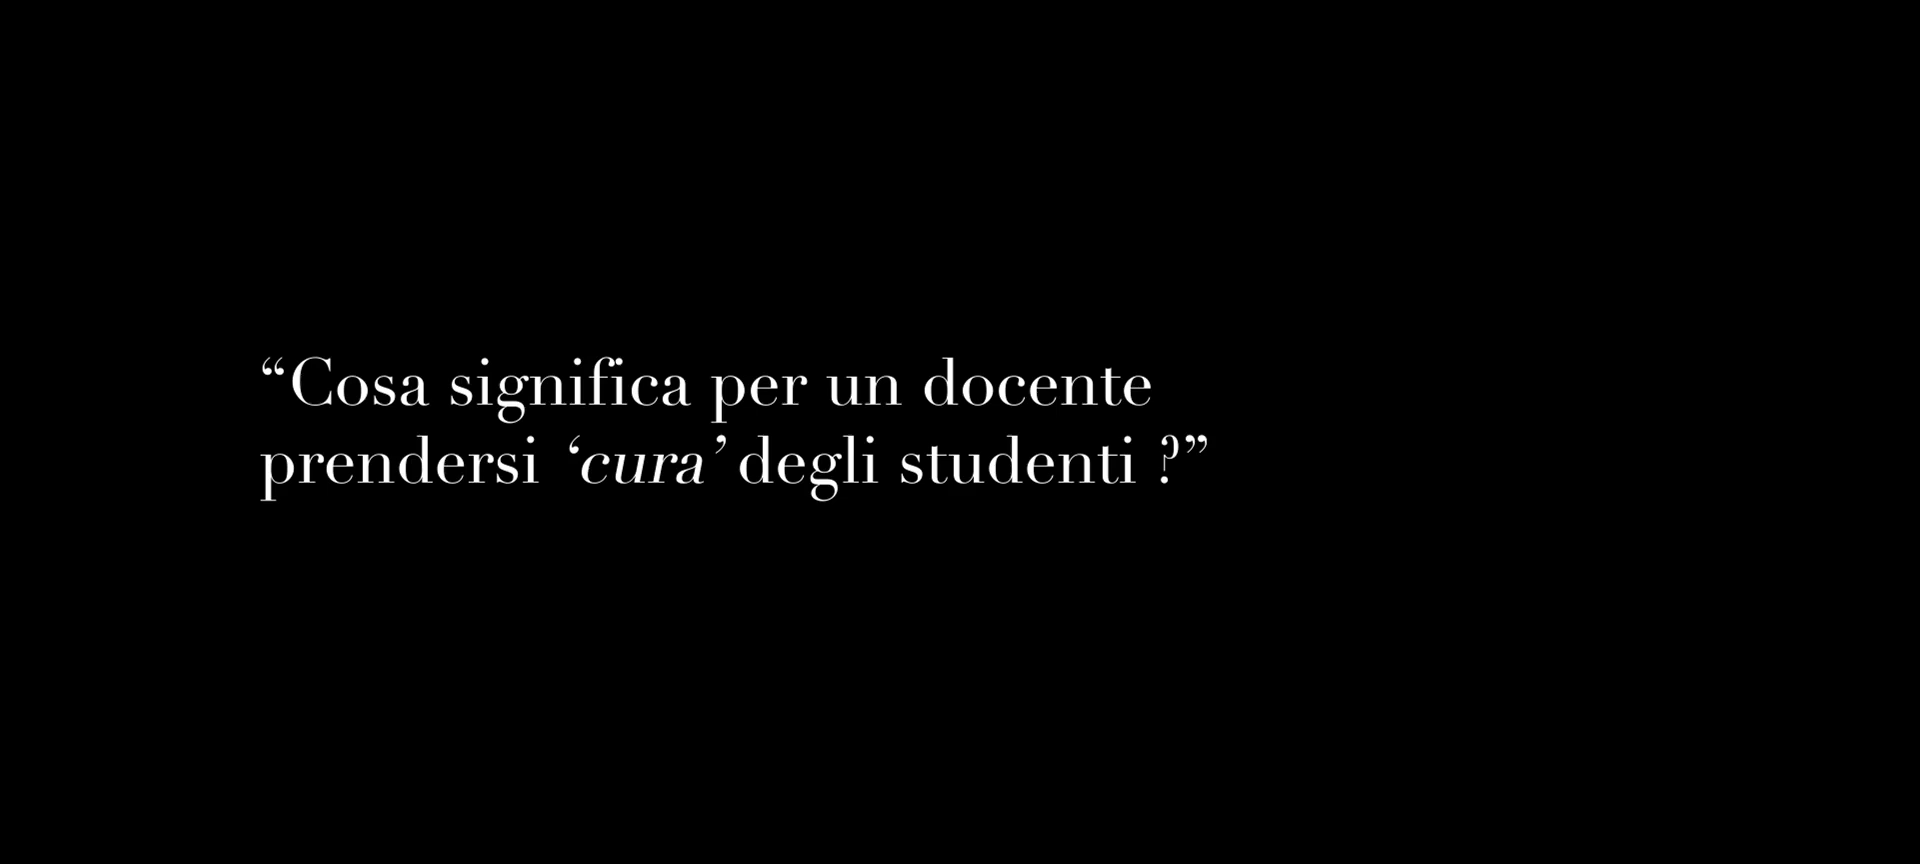 “Cosa significa per un docente
prendersi ‘cura’ degli studenti ?”